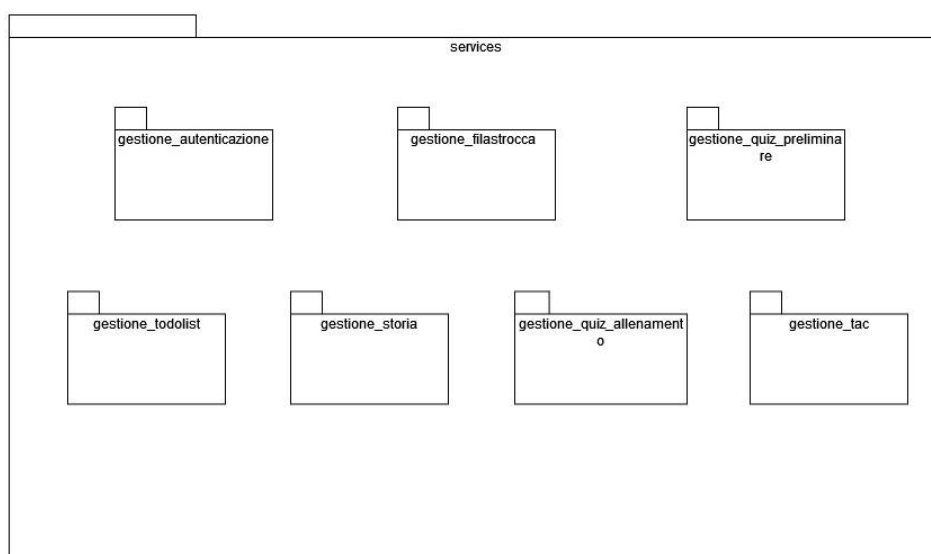 services
gestione_autenticazione
gestione_filastrocca
gestione_quiz_prelimina
re
gestione_todolist
gestione_storia
gestione_quiz_allenament
o
gestione_tac